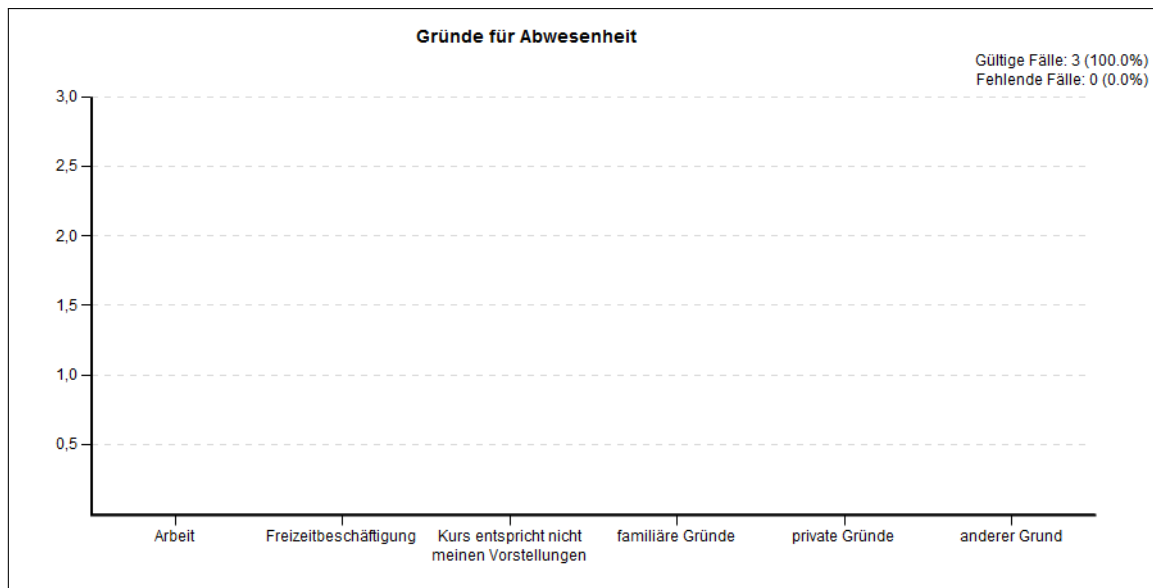 Gründe für Abwesenheit
Gültige Fälle: 3 (100.0%)
Fehlende Fälle: 0 (0.0%)
3,0
2,5
2,0
1,5
1,0
0,5
Arbeit
Freizeitbeschäftigung
Kurs entspricht nicht
meinen Vorstellungen
familiäre Gründe
private Gründe
anderer Grund